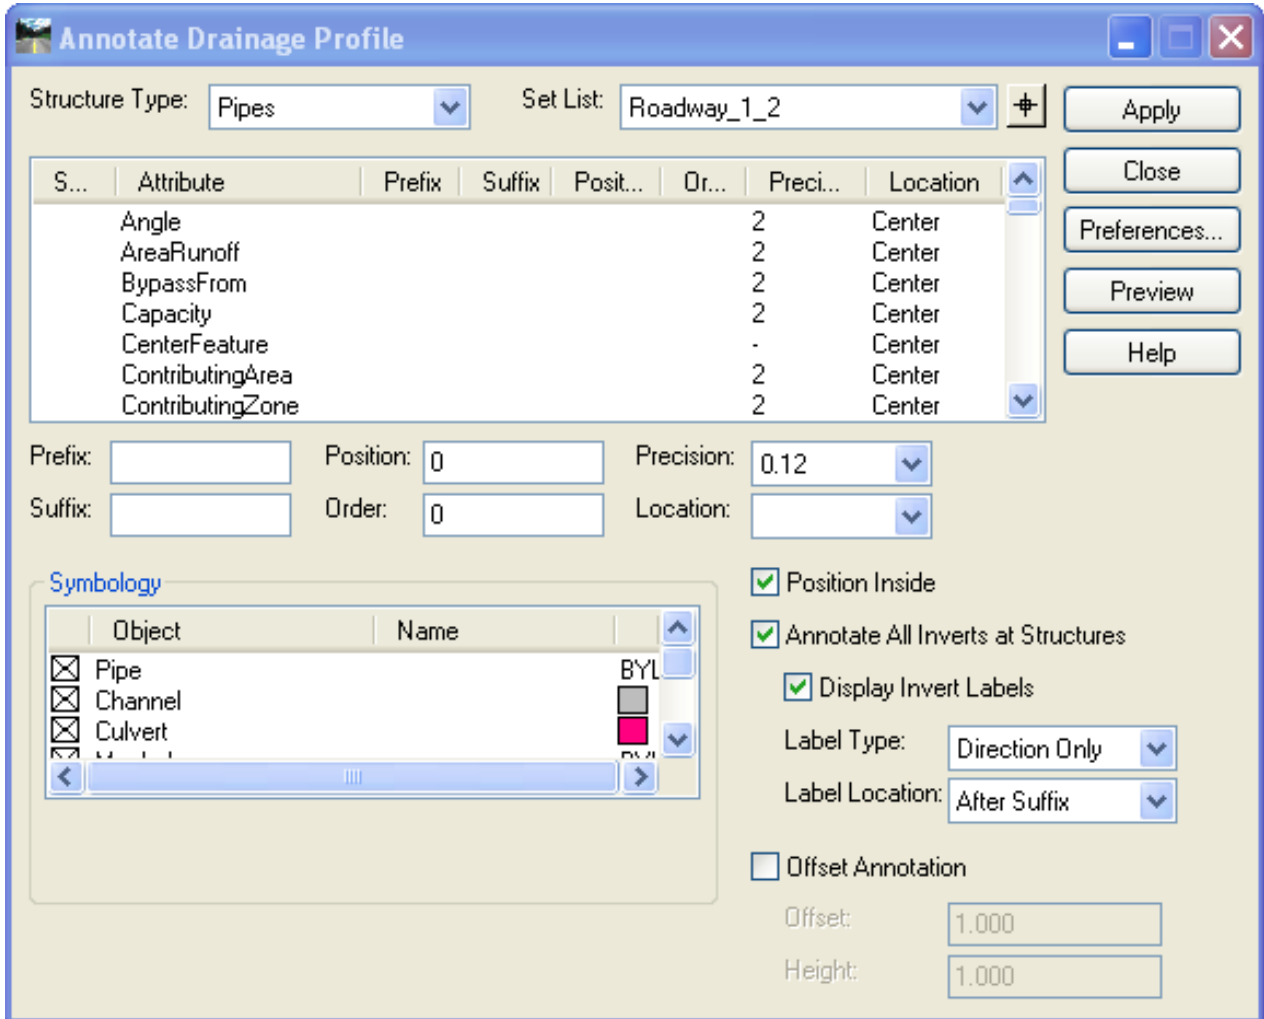 Annotate Drainage Profile
Structure Type: Pipes Set List: Roadway_1_2 Apply
Close
S... Attribute Prefix Suffix Posit... Or... Preci... Location
Angle 2 Center
Preferences...
AreaRunoff 2 Center
BypassFrom 2 Center
Preview
Capacity 2 Center
CenterFeature - Center
Help
ContributingArea 2 Center
ContributingZone 2 Center
Prefix: Position: 0 Precision: 0.12
Suffix: Order: 0 Location:
Symbology
Position Inside
Object Name
Annotate All Inverts at Structures
Pipe BYL
Display Invert Labels
Channel
Culvert
Label Type: Direction Only
Label Location: After Suffix
Offset Annotation
Offset: 1.000
Height: 1.000